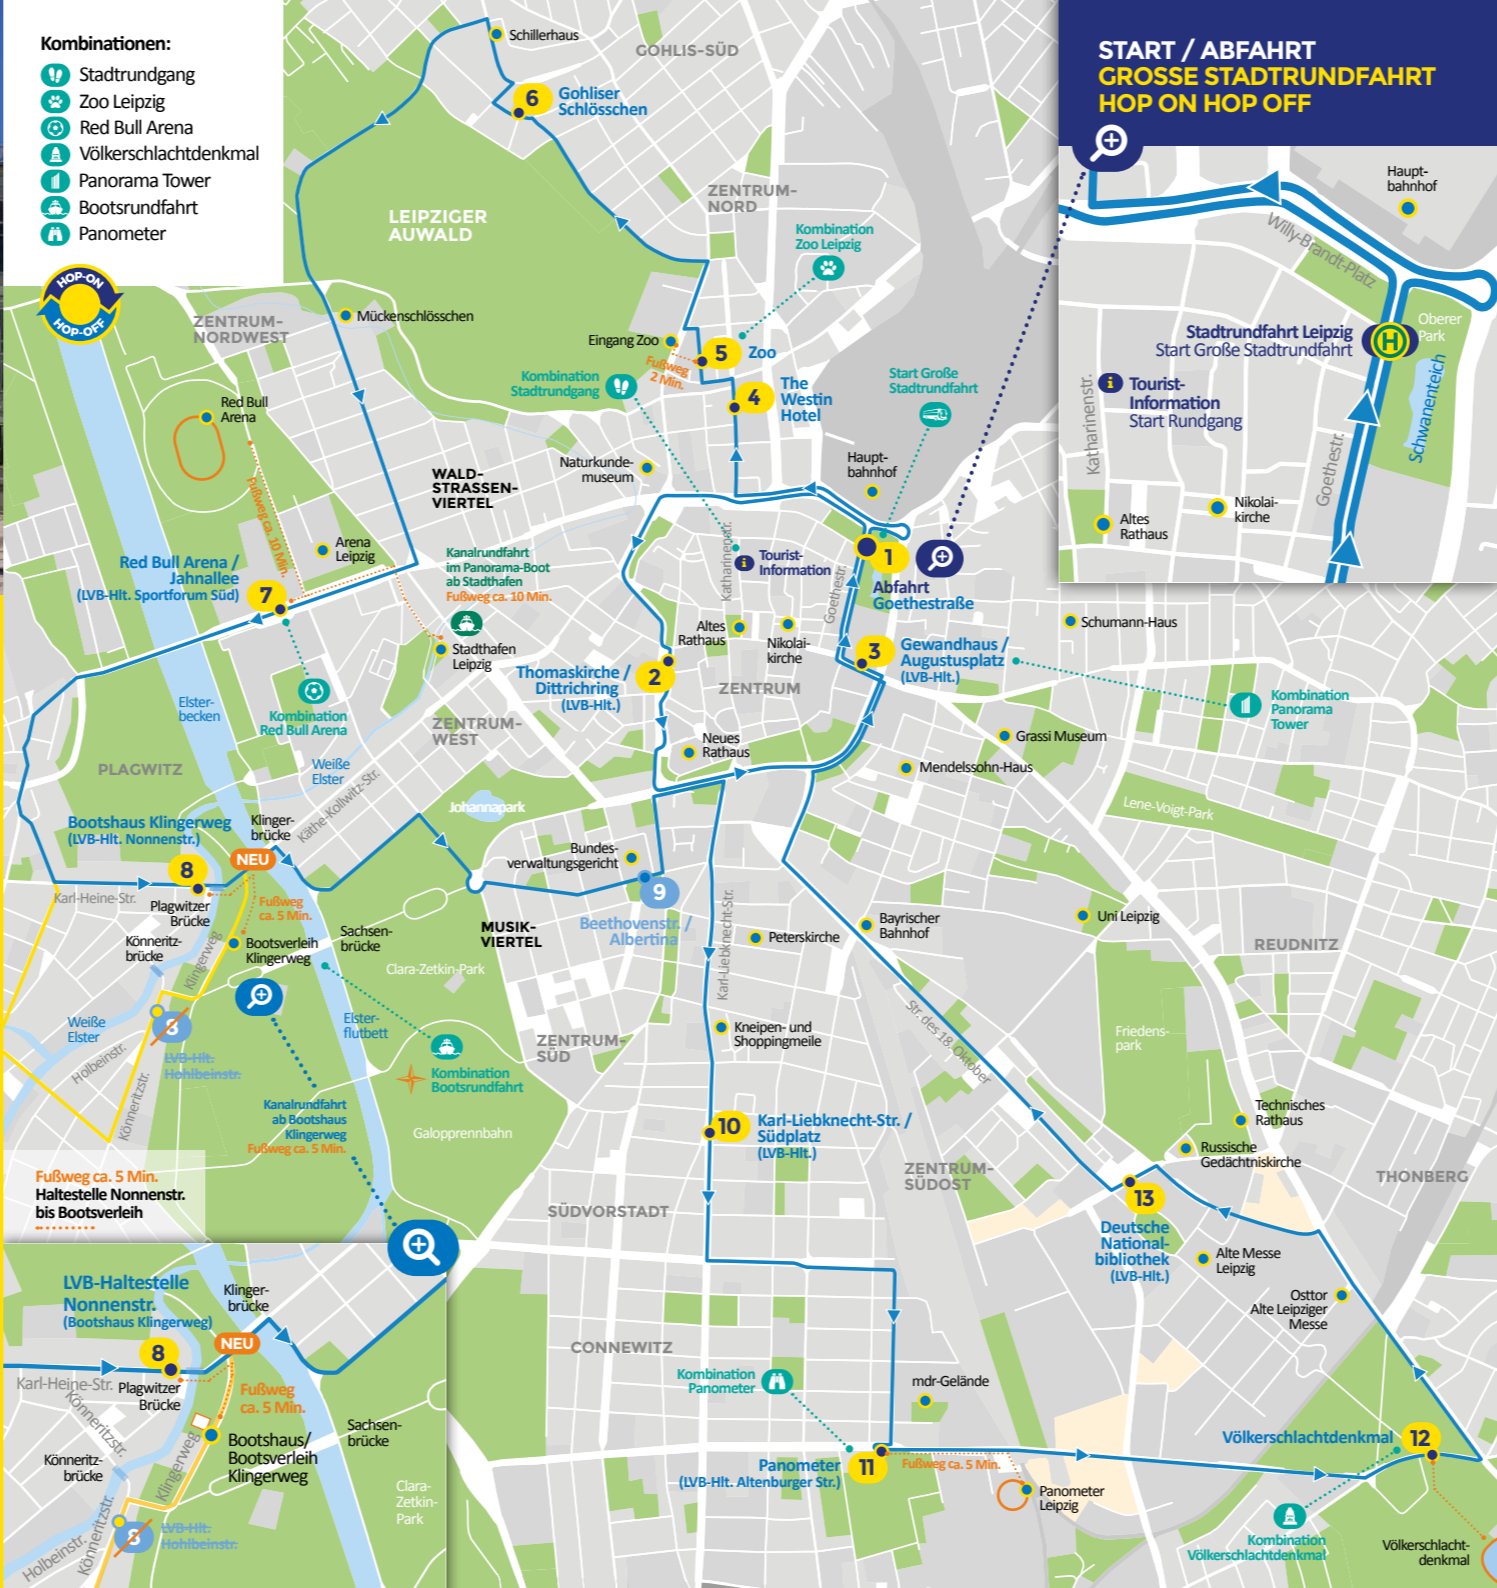 Kombinationen:
Stadtrundgang
Zoo Leipzig
Red Bull Arena
Völkerschlachtdenkmal
Panorama Tower
Bootsrundfahrt
Panometer
HOP-ON
HOP-OFF
START / ABFAHRT
GROSSE STADTRUNDFAHRT
HOP ON HOP OFF
Haupt-
bahnhof
Willy-Brandt-Platz
Stadtrundfahrt Leipzig
Start Große Stadtrundfahrt
H
Oberer
Park
Schwanenteich
Katharinenstr.
i
Tourist-
Information
Start Rundgang
Goethestr.
Nikolai-
kirche
Altes
Rathaus
Schillerhaus
GOHLIS-SÜD
6
Gohliser
Schlösschen
LEIPZIGER
AUWALD
ZENTRUM-
NORD
Kombination
Zoo Leipzig
ZENTRUM-
NORDWEST
Mückenschlösschen
Eingang Zoo
5
Zoo
Fußweg
2 Min.
Kombination
Stadtrundgang
4
The
Westin
Hotel
Start Große
Stadtrundfahrt
Red Bull
Arena
Fußweg ca. 10 Min.
WALD-
STRASSEN-
VIERTEL
Naturkunde-
museum
Haupt-
bahnhof
Arena
Leipzig
Kanalrundfahrt
im Panorama-Boot
ab Stadthafen
Fußweg ca. 10 Min.
Katharinenstr.
i
Tourist-
Information
Goethestr.
1
Abfahrt
Goethestraße
Red Bull Arena /
Jahnallee
(LVB-Hlt. Sportforum Süd)
7
Stadthafen
Leipzig
Altes
Rathaus
Nikolai-
kirche
3
Gewandhaus /
Augustusplatz
(LVB-Hlt.)
Schumann-Haus
Thomaskirche /
Dittrichring
(LVB-Hlt.)
2
ZENTRUM
Kombination
Panorama
Tower
Elster-
becken
Kombination
Red Bull Arena
ZENTRUM-
WEST
Neues
Rathaus
Grassi Museum
Mendelssohn-Haus
PLAGWITZ
Weiße
Elster
Käthe-Kollwitz-Str.
Johannapark
Lene-Voigt-Park
Bootshaus Klingerweg
(LVB-Hlt. Nonnenstr.)
Klinger-
brücke
NEU
8
Bundes-
verwaltungsgericht
9
Beethovenstr. /
Albertina
Karl-Heine-Str.
Plagwitzer
Brücke
Fußweg
ca. 5 Min.
MUSIK-
VIERTEL
Karl-Liebknecht-Str.
Peterskirche
Bayrischer
Bahnhof
Uni Leipzig
REUDNITZ
Könneritz-
brücke
Klingerweg
Bootsverleih
Klingerweg
Sachsen-
brücke
Clara-Zetkin-Park
Weiße
Elster
8
LVB-Hlt.
Hohlbeinstr.
Holbeinstr.
Könneritzstr.
Elster-
flutbett
Kombination
Bootsrundfahrt
ZENTRUM-
SÜD
Kneipen- und
Shoppingmeile
Str. des 18. Oktober
Friedens-
park
Kanalrundfahrt
ab Bootshaus
Klingerweg
Fußweg ca. 5 Min.
Galopprennbahn
10
Karl-Liebknecht-Str. /
Südplatz
(LVB-Hlt.)
Technisches
Rathaus
Russische
Gedächtniskirche
ZENTRUM-
SÜDOST
THONBERG
Fußweg ca. 5 Min.
Haltestelle Nonnenstr.
bis Bootsverleih
SÜDVORSTADT
13
Deutsche
National-
bibliothek
(LVB-Hlt.)
Alte Messe
Leipzig
Osttor
Alte Leipziger
Messe
LVB-Haltestelle
Nonnenstr.
(Bootshaus Klingerweg)
Klinger-
brücke
NEU
8
Karl-Heine-Str.
Plagwitzer
Brücke
Könneritzstr.
Fußweg
ca. 5 Min.
Sachsen-
brücke
Bootshaus/
Bootsverleih
Klingerweg
Könneritz-
brücke
Klingerweg
Clara-
Zetkin-
Park
8
LVB-Hlt.
Hohlbeinstr.
Holbeinstr.
Könneritzstr.
CONNEWITZ
Kombination
Panometer
mdr-Gelände
Panometer
(LVB-Hlt. Altenburger Str.)
11
Fußweg ca. 5 Min.
Panometer
Leipzig
Völkerschlachtdenkmal
12
Kombination
Völkerschlachtdenkmal
Völkerschlacht-
denkmal